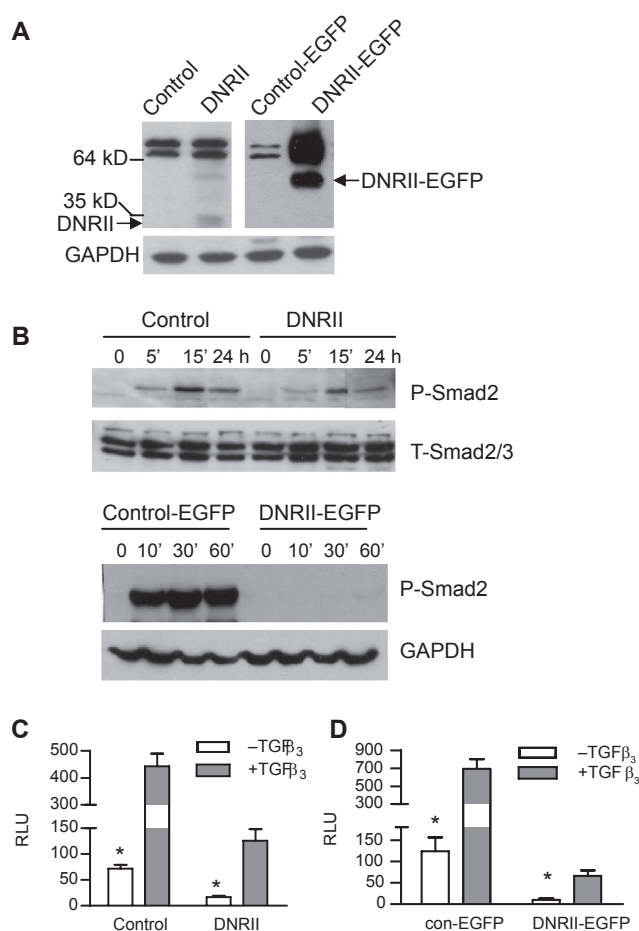 A
Control
DNRII
Control-EGFP
DNRII-EGFP
64 kD
DNRII-EGFP
35 kD
DNRII
GAPDH
B
Control DNRII
0 5’ 15’ 24 h 0 5’ 15’ 24 h
P-Smad2
T-Smad2/3
Control-EGFP DNRII-EGFP
0 10’ 30’ 60’ 0 10’ 30’ 60’
P-Smad2
GAPDH
C
–TGFβ3
+TGFβ3
500
400
300
150
100
50
0
RLU
*
*
Control DNRII
D
–TGFβ3
+TGF β3
900
700
500
300
150
100
50
0
RLU
*
*
con-EGFP DNRII-EGFP